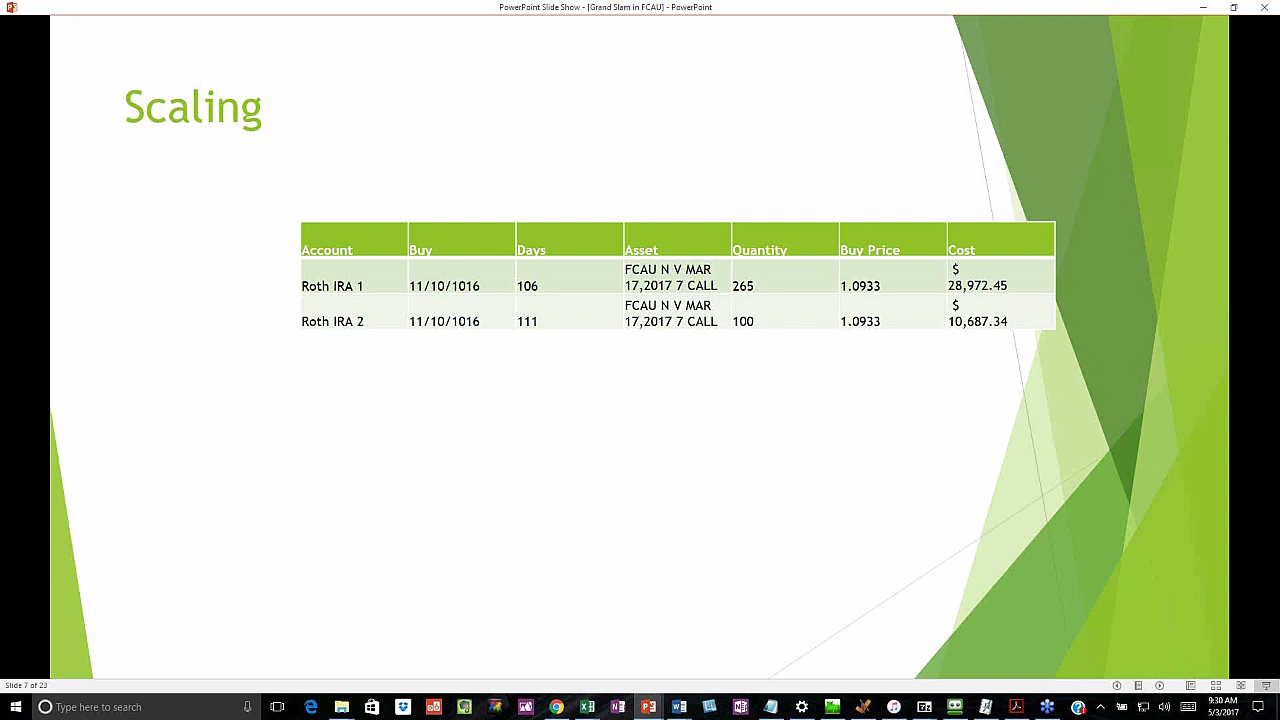 PowerPoint Slide Show - [Grand Slam in FCAU] - PowerPoint
Scaling
Account Buy Days Asset Quantity Buy Price Cost
Roth IRA 1 11/10/1016 106 FCAU N V MAR 17,2017 7 CALL 265 1.0933 $ 28,972.45
Roth IRA 2 11/10/1016 111 FCAU N V MAR 17,2017 7 CALL 100 1.0933 $ 10,687.34
Slide 7 of 23
Type here to search
9:30 AM
5/3/2017